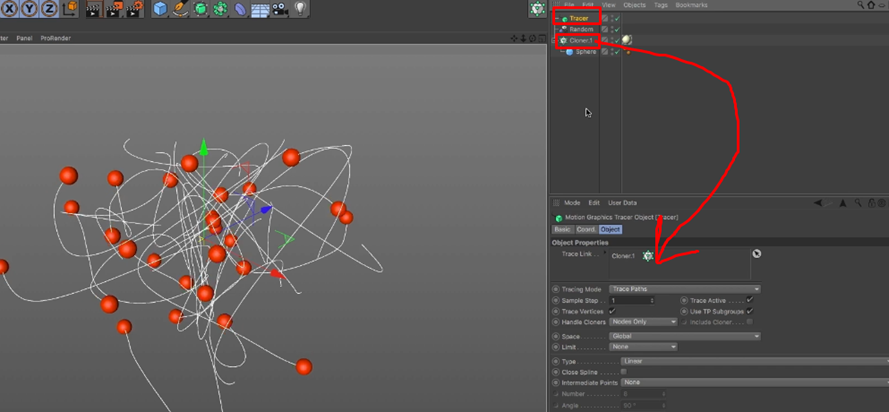 X Y Z
File Edit View Objects Tags Bookmarks
Tracer
Random
Cloner.1
Sphere
Panel ProRender
Mode Edit User Data
Motion Graphics Tracer Object [Tracer]
Basic Coord. Object
Object Properties
Trace Link . . Cloner.1
Tracing Mode Trace Paths
Sample Step . . 1 Trace Active . . . . .
Trace Vertices Use TP Subgroups
Handle Cloners Nodes Only Include Cloner . .
Space . . . . . . . . Global
Limit . . . . . . . . None
Type . . . . . . . . . . . . Linear
Close Spline . . . . . . .
Intermediate Points . None
Number . . . . . . . . . 8
Angle . . . . . . . . . . 90 °